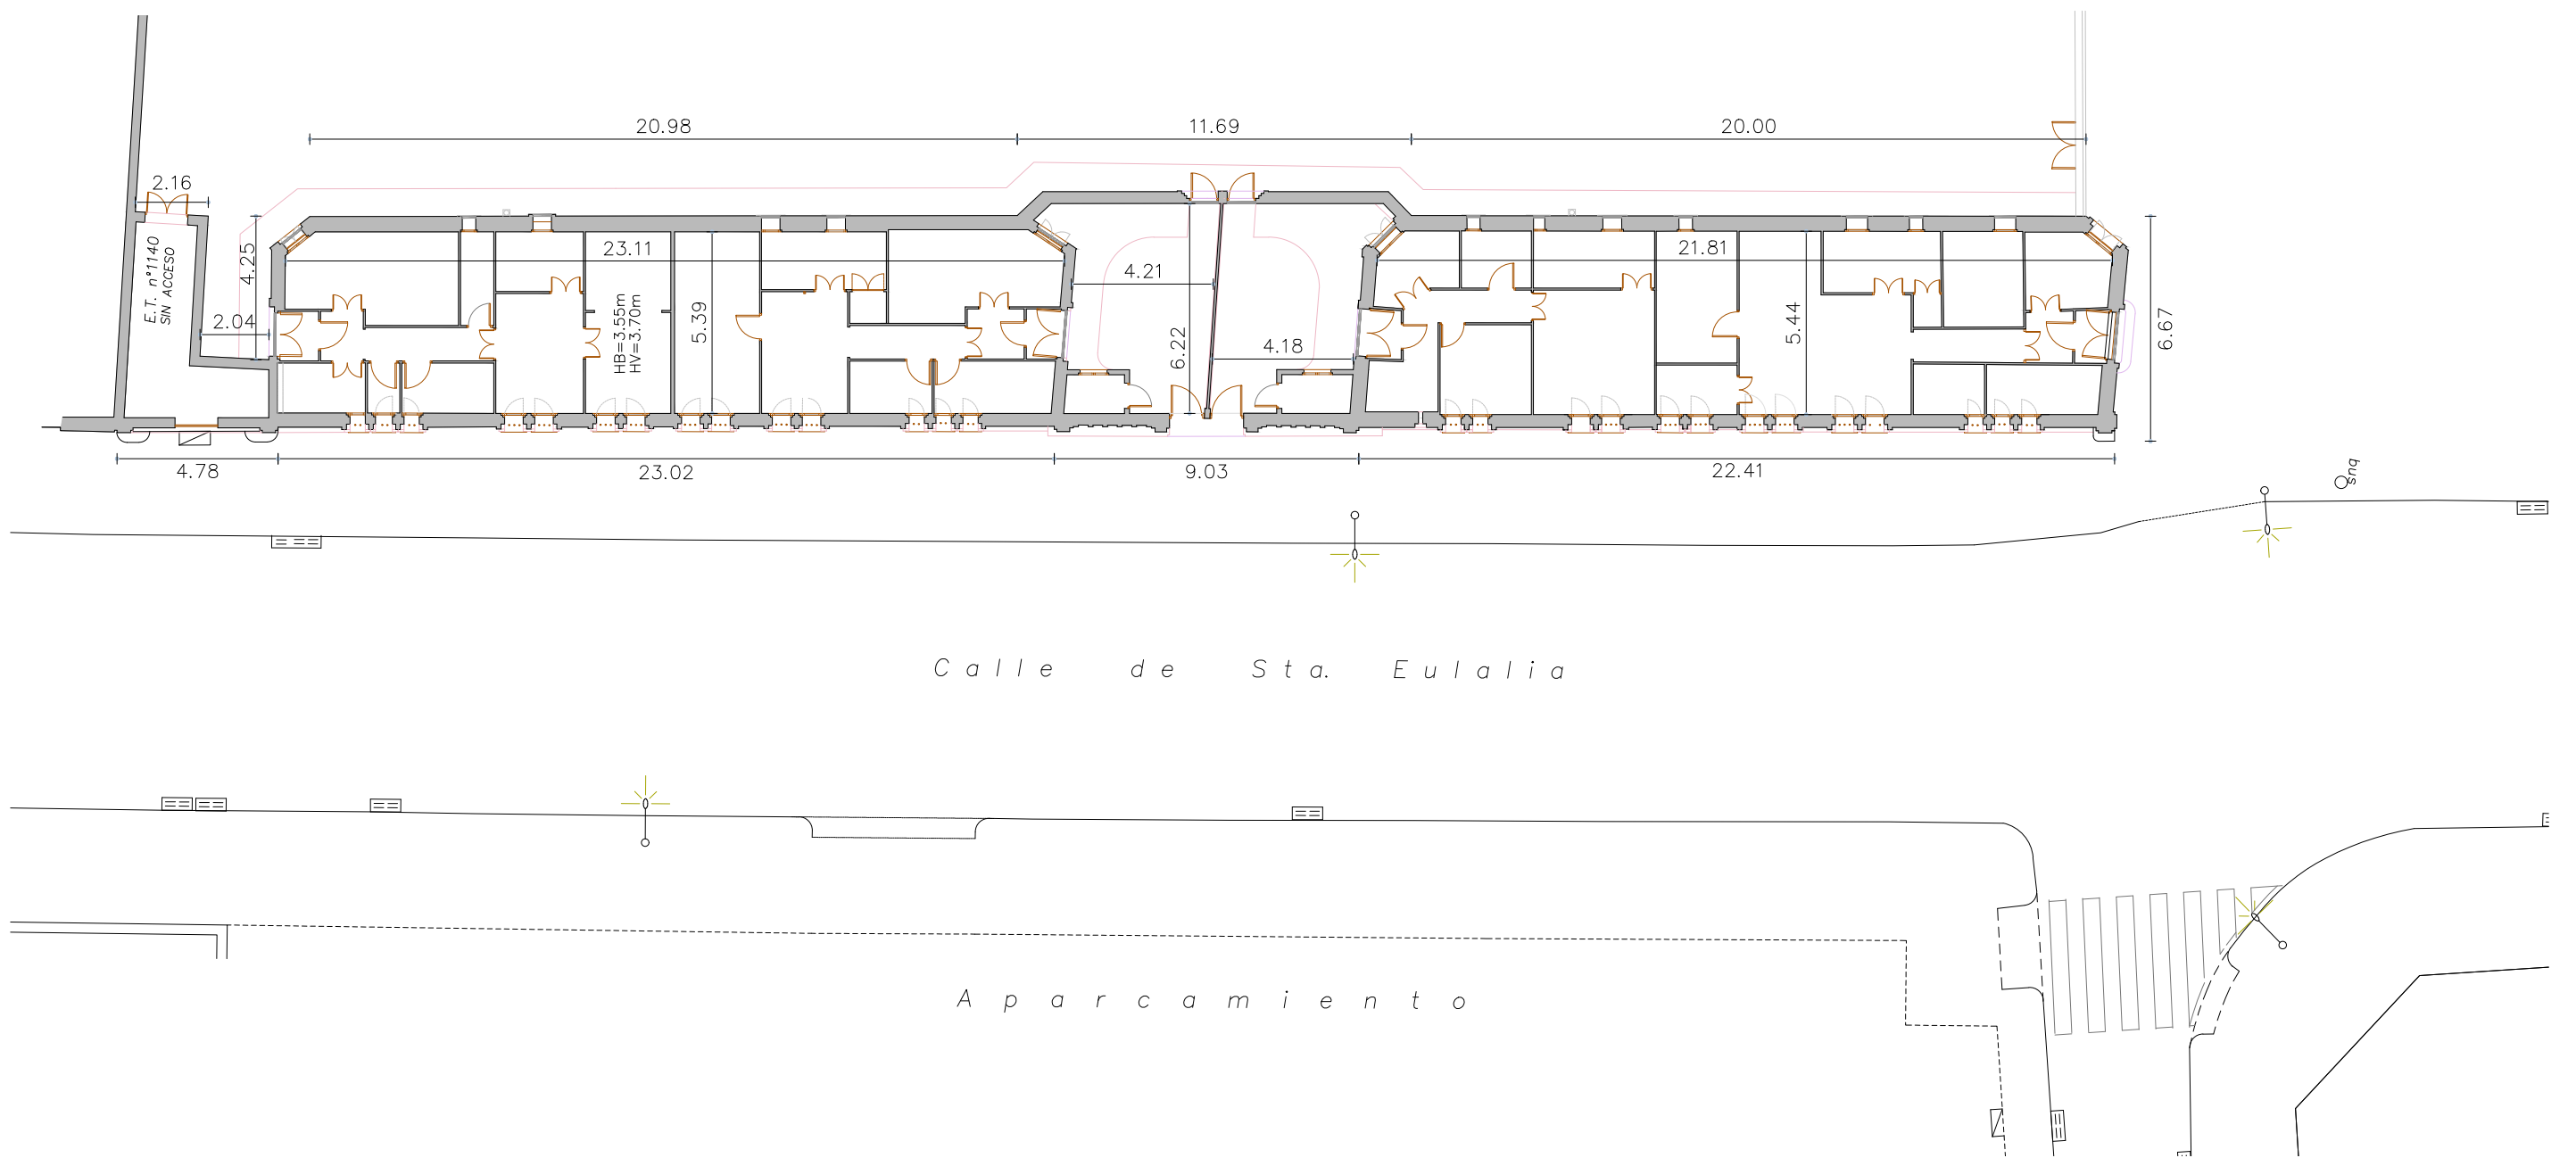 20.98
11.69
20.00
2.16
E.T. nº1140
SIN ACCESO
4.25
2.04
23.11
HB=3.55m
HV=3.70m
5.39
4.21
6.22
4.18
21.81
5.44
6.67
4.78
23.02
9.03
22.41
bus
Calle de Sta. Eulalia
Aparcamiento